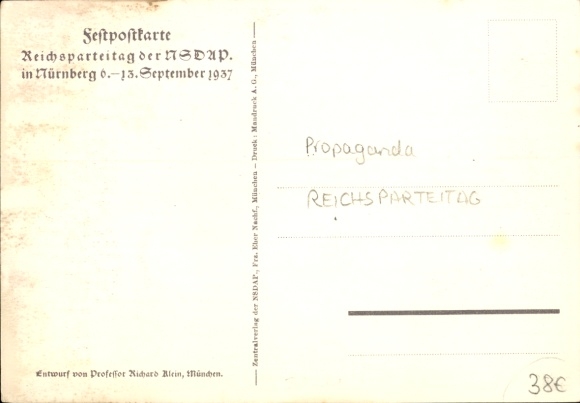 Festpostkarte
Reichsparteitag der NSDAP.
in Nürnberg 6.–13. September 1937
Entwurf von Professor Richard Klein, München.
Zentralverlag der NSDAP., Frz. Eher Nachf., München – Druck: Mandruck A. G., München
Propaganda
REICHSPARTEITAG
38€